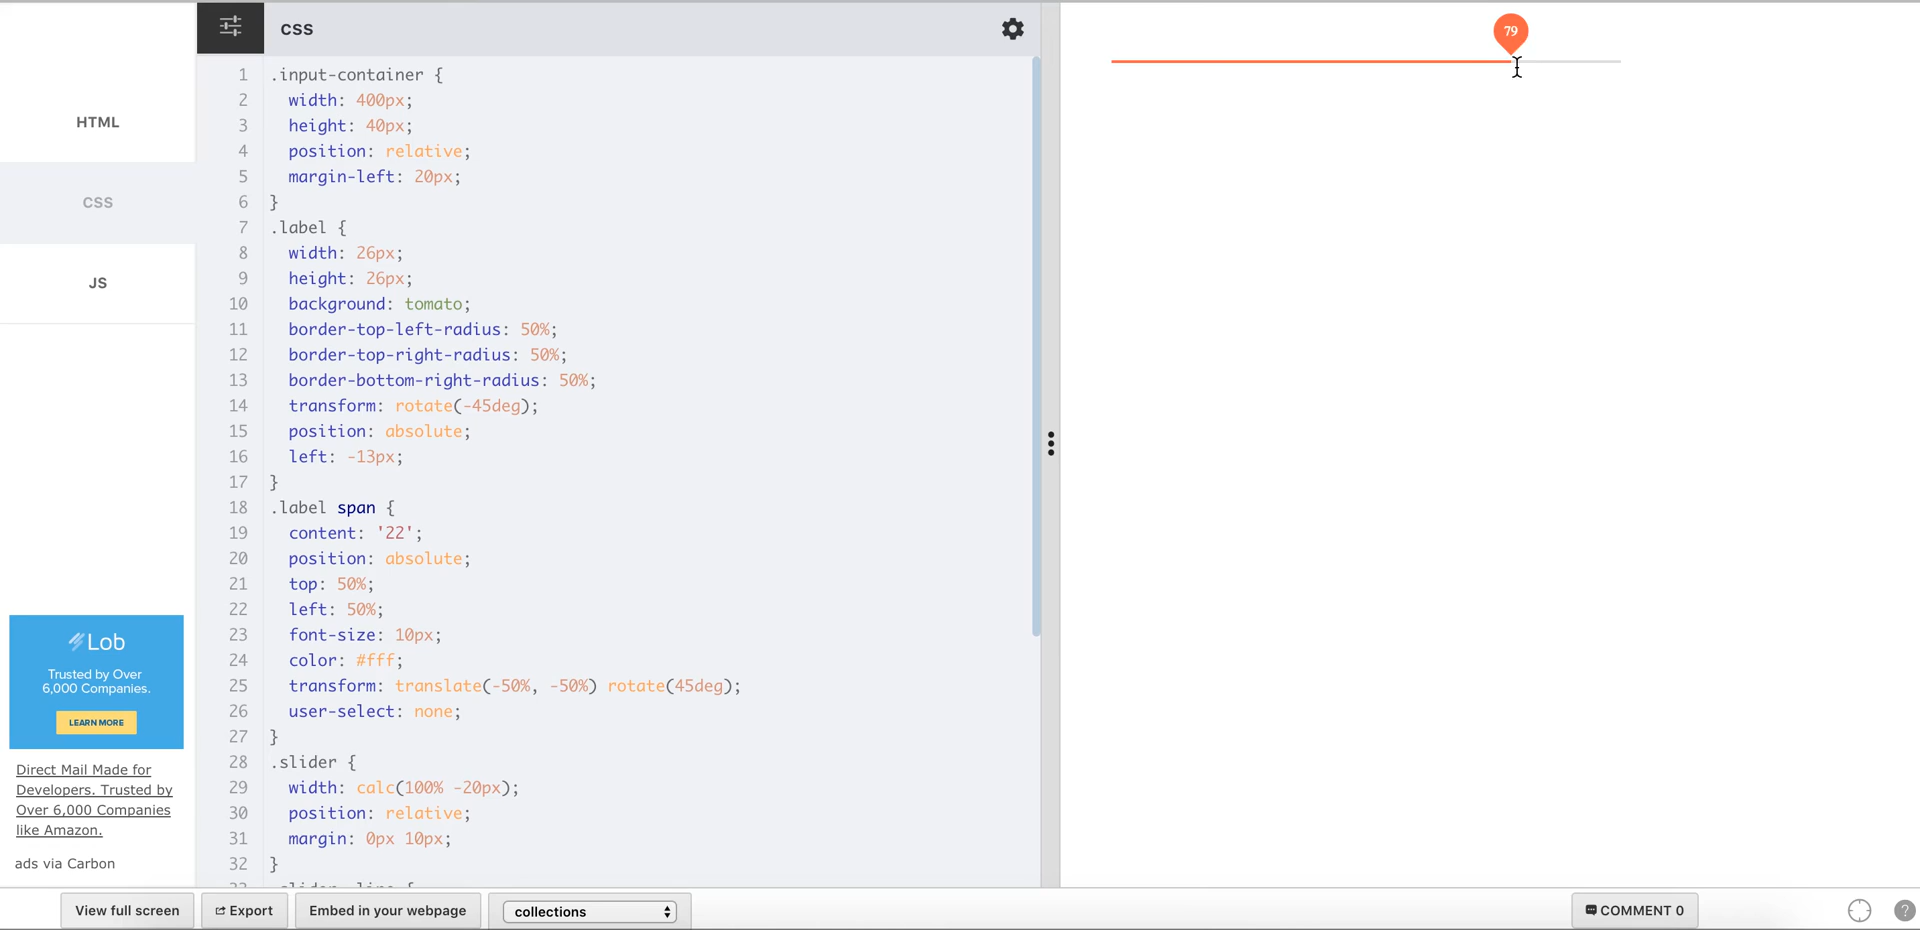 HTML
CSS
JS
Lob
Trusted by Over
6,000 Companies.
LEARN MORE
Direct Mail Made for
Developers. Trusted by
Over 6,000 Companies
like Amazon.
ads via Carbon
CSS
1 .input-container {
2 width: 400px;
3 height: 40px;
4 position: relative;
5 margin-left: 20px;
6 }
7 .label {
8 width: 26px;
9 height: 26px;
10 background: tomato;
11 border-top-left-radius: 50%;
12 border-top-right-radius: 50%;
13 border-bottom-right-radius: 50%;
14 transform: rotate(-45deg);
15 position: absolute;
16 left: -13px;
17 }
18 .label span {
19 content: '22';
20 position: absolute;
21 top: 50%;
22 left: 50%;
23 font-size: 10px;
24 color: #fff;
25 transform: translate(-50%, -50%) rotate(45deg);
26 user-select: none;
27 }
28 .slider {
29 width: calc(100% -20px);
30 position: relative;
31 margin: 0px 10px;
32 }
79
View full screen
Export
Embed in your webpage
collections
COMMENT 0
?